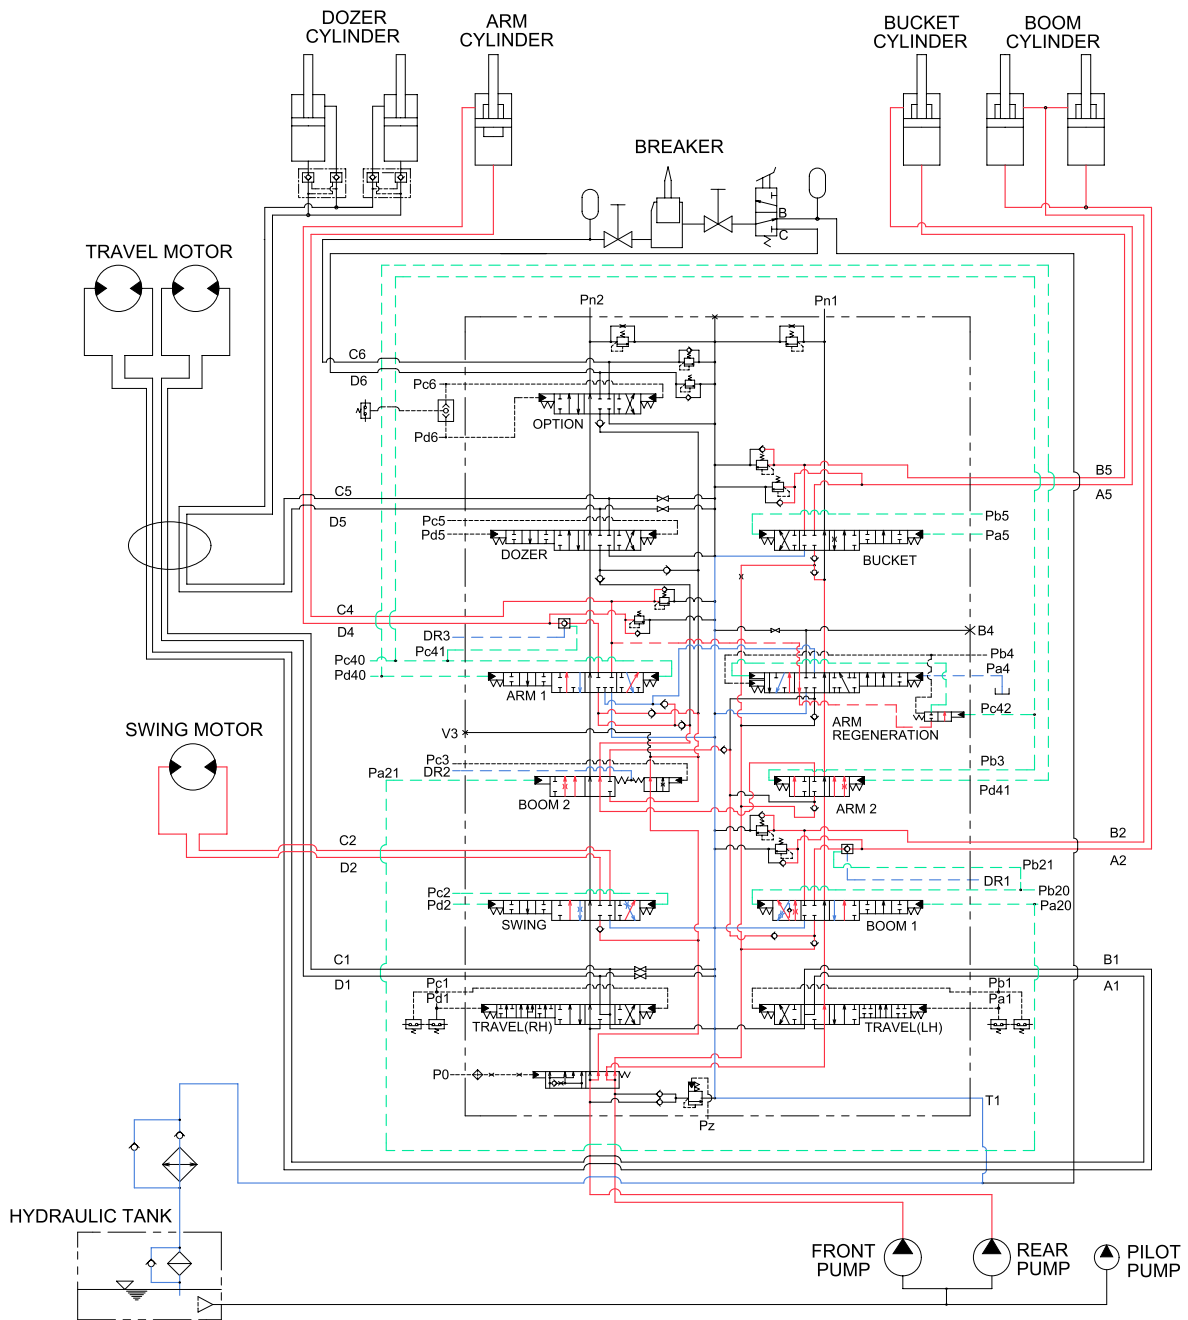 DOZER
CYLINDER
ARM
CYLINDER
BUCKET
CYLINDER
BOOM
CYLINDER
BREAKER
B
C
TRAVEL MOTOR
Pn2
Pn1
C6
D6
Pc6
Pd6
OPTION
C5
D5
Pc5
Pd5
DOZER
B5
A5
Pb5
Pa5
BUCKET
C4
D4
DR3
Pc41
Pc40
Pd40
ARM 1
B4
Pb4
Pa4
Pc42
ARM
REGENERATION
SWING MOTOR
V3
Pc3
DR2
Pa21
BOOM 2
Pb3
Pd41
ARM 2
C2
D2
Pc2
Pd2
SWING
B2
A2
Pb21
DR1
Pb20
Pa20
BOOM 1
C1
D1
Pc1
Pd1
TRAVEL(RH)
B1
A1
Pb1
Pa1
TRAVEL(LH)
P0
T1
Pz
HYDRAULIC TANK
FRONT
PUMP
REAR
PUMP
PILOT
PUMP